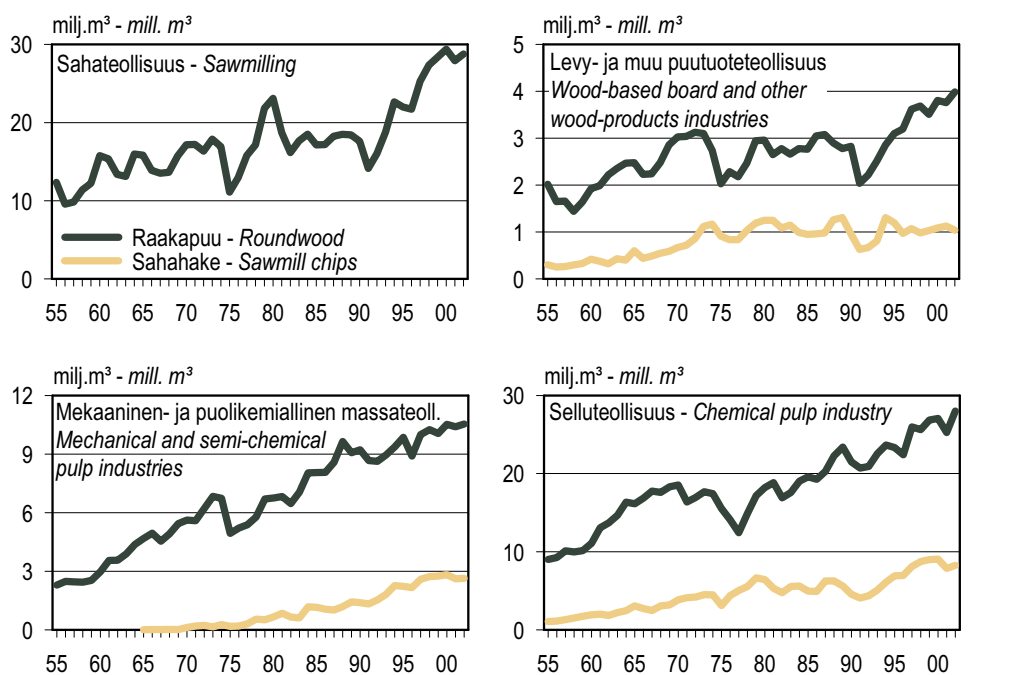 milj.m³ - mill. m³
30
Sahateollisuus - Sawmilling
20
10
Raakapuu - Roundwood
Sahahake - Sawmill chips
0
55 60 65 70 75 80 85 90 95 00
milj.m³ - mill. m³
5
Levy- ja muu puutuoteteollisuus
4
Wood-based board and other
wood-products industries
3
2
1
0
55 60 65 70 75 80 85 90 95 00
milj.m³ - mill. m³
12
Mekaaninen- ja puolikemiallinen massateoll.
Mechanical and semi-chemical
9
pulp industries
6
3
0
55 60 65 70 75 80 85 90 95 00
milj.m³ - mill. m³
30
Selluteollisuus - Chemical pulp industry
20
10
0
55 60 65 70 75 80 85 90 95 00